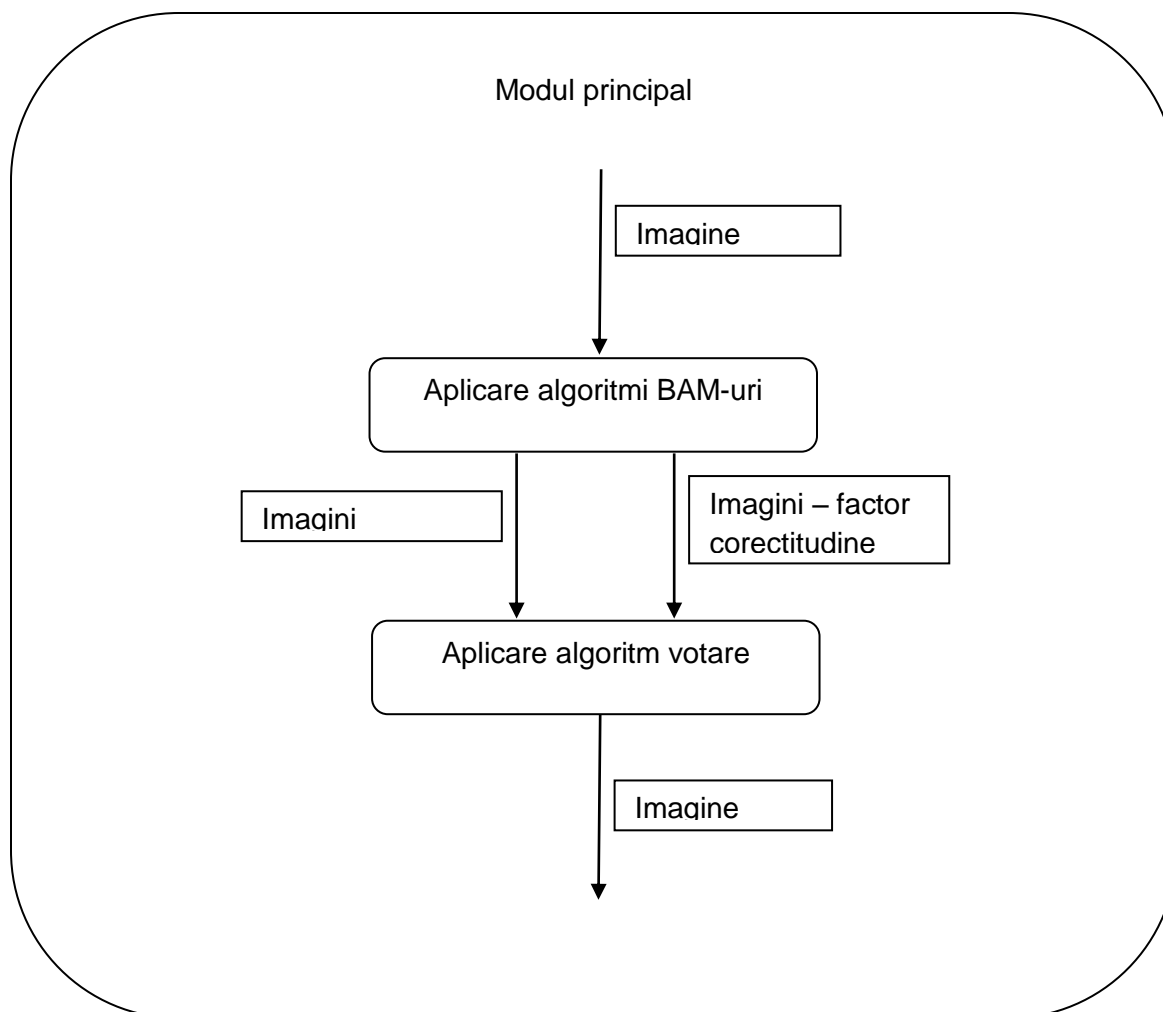 Modul principal
Imagine
Aplicare algoritmi BAM-uri
Imagini
Imagini – factor
corectitudine
Aplicare algoritm votare
Imagine